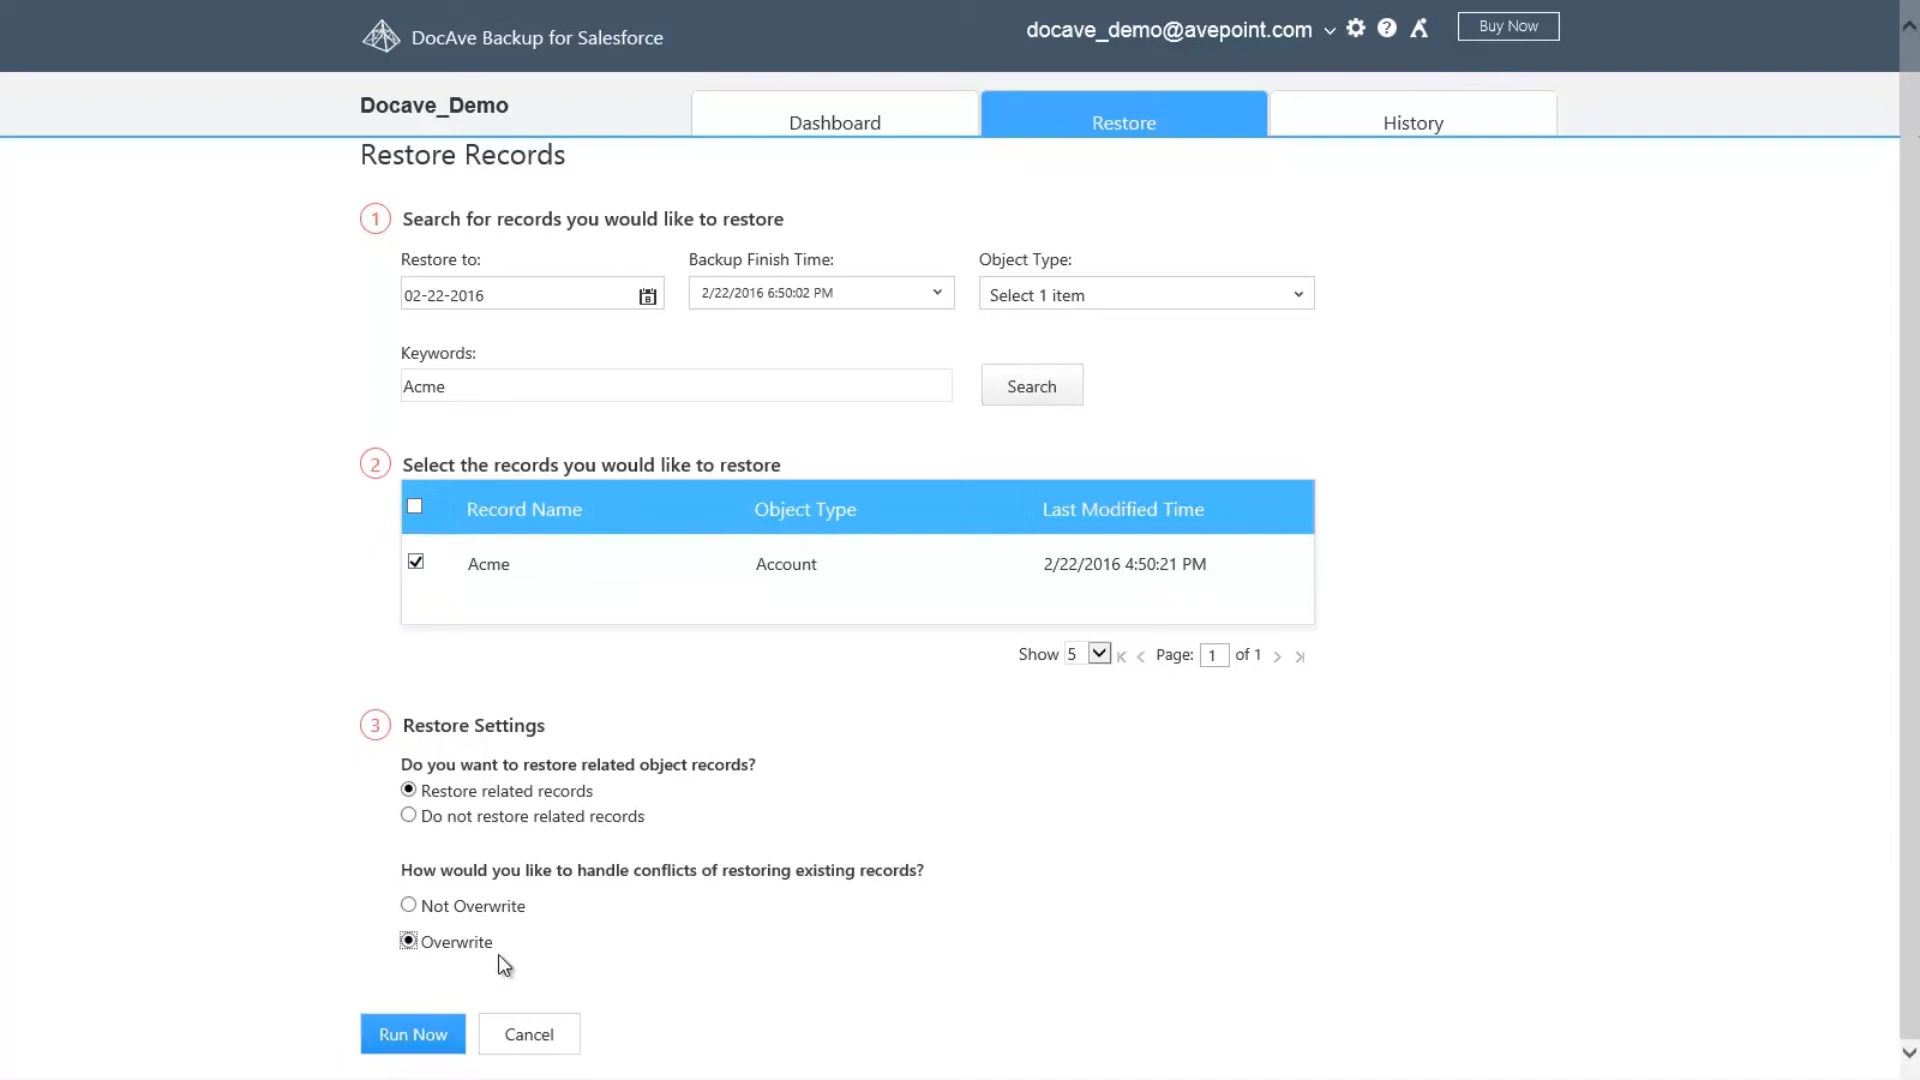 DocAve Backup for Salesforce
docave_demo@avepoint.com
Buy Now
Docave_Demo
Dashboard
Restore
History
Restore Records
1 Search for records you would like to restore
Restore to:
Backup Finish Time:
Object Type:
02-22-2016
2/22/2016 6:50:02 PM
Select 1 item
Keywords:
Acme
Search
2 Select the records you would like to restore
Record Name Object Type Last Modified Time
Acme Account 2/22/2016 4:50:21 PM
Show 5 Page: 1 of 1
3 Restore Settings
Do you want to restore related object records?
Restore related records
Do not restore related records
How would you like to handle conflicts of restoring existing records?
Not Overwrite
Overwrite
Run Now
Cancel